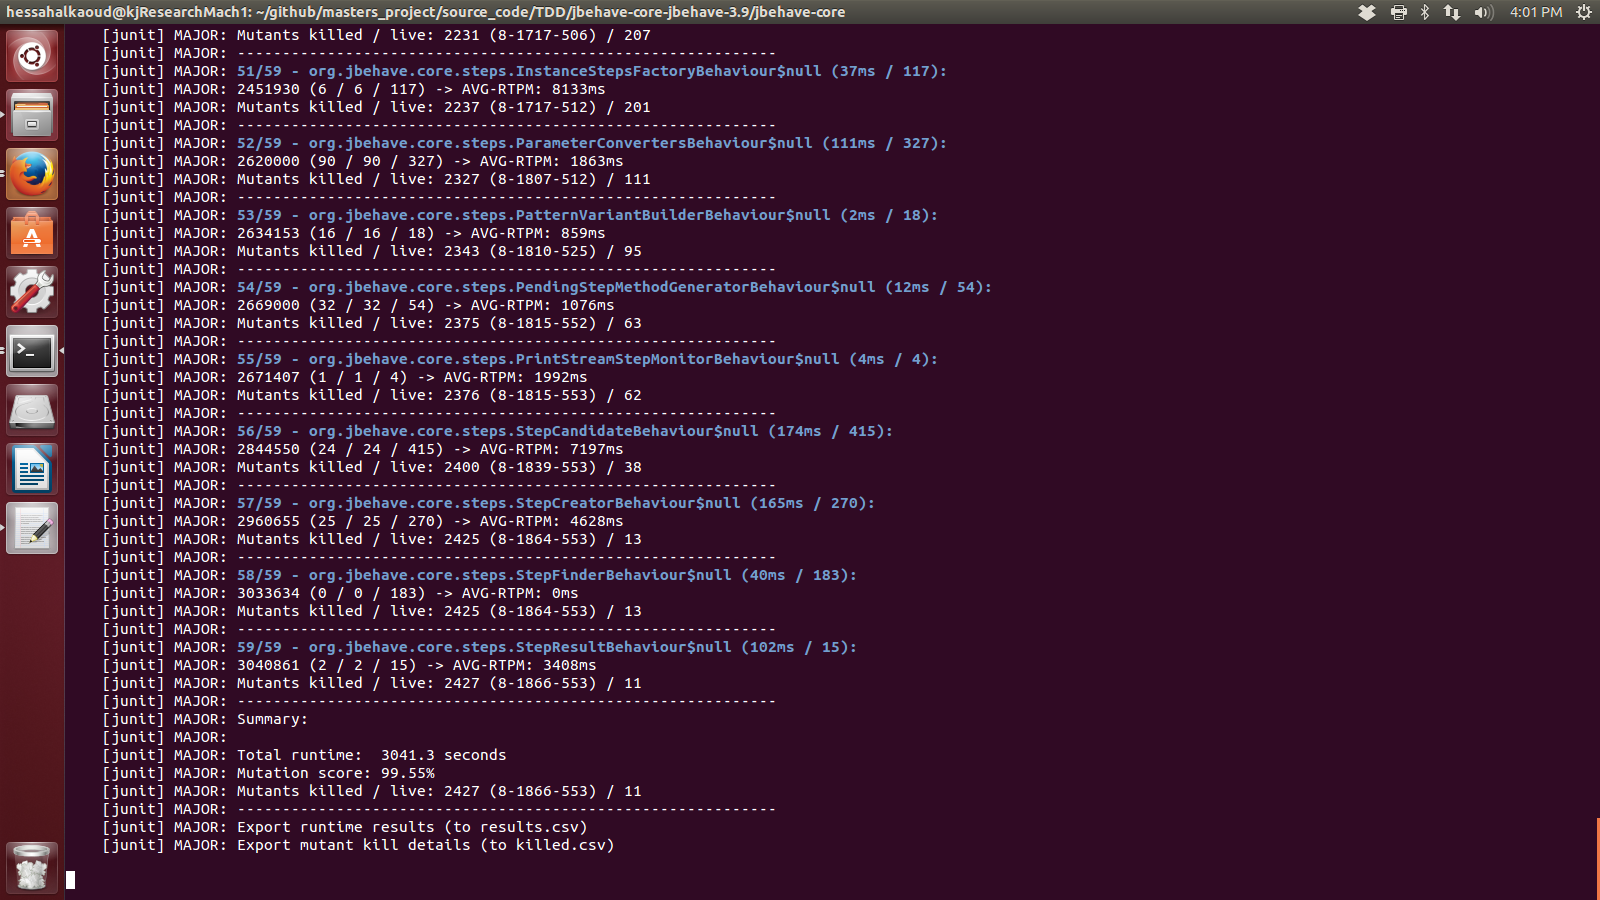 hessahalkaoud@kjResearchMach1: ~/github/masters_project/source_code/TDD/jbehave-core-jbehave-3.9/jbehave-core
4:01 PM
[junit] MAJOR: Mutants killed / live: 2231 (8-1717-506) / 207
[junit] MAJOR: ------------------------------------------------------------
[junit] MAJOR: 51/59 - org.jbehave.core.steps.InstanceStepsFactoryBehaviour$null (37ms / 117):
[junit] MAJOR: 2451930 (6 / 6 / 117) -> AVG-RTPM: 8133ms
[junit] MAJOR: Mutants killed / live: 2237 (8-1717-512) / 201
[junit] MAJOR: ------------------------------------------------------------
[junit] MAJOR: 52/59 - org.jbehave.core.steps.ParameterConvertersBehaviour$null (111ms / 327):
[junit] MAJOR: 2620000 (90 / 90 / 327) -> AVG-RTPM: 1863ms
[junit] MAJOR: Mutants killed / live: 2327 (8-1807-512) / 111
[junit] MAJOR: ------------------------------------------------------------
[junit] MAJOR: 53/59 - org.jbehave.core.steps.PatternVariantBuilderBehaviour$null (2ms / 18):
[junit] MAJOR: 2634153 (16 / 16 / 18) -> AVG-RTPM: 859ms
[junit] MAJOR: Mutants killed / live: 2343 (8-1810-525) / 95
[junit] MAJOR: ------------------------------------------------------------
[junit] MAJOR: 54/59 - org.jbehave.core.steps.PendingStepMethodGeneratorBehaviour$null (12ms / 54):
[junit] MAJOR: 2669000 (32 / 32 / 54) -> AVG-RTPM: 1076ms
[junit] MAJOR: Mutants killed / live: 2375 (8-1815-552) / 63
[junit] MAJOR: ------------------------------------------------------------
[junit] MAJOR: 55/59 - org.jbehave.core.steps.PrintStreamStepMonitorBehaviour$null (4ms / 4):
[junit] MAJOR: 2671407 (1 / 1 / 4) -> AVG-RTPM: 1992ms
[junit] MAJOR: Mutants killed / live: 2376 (8-1815-553) / 62
[junit] MAJOR: ------------------------------------------------------------
[junit] MAJOR: 56/59 - org.jbehave.core.steps.StepCandidateBehaviour$null (174ms / 415):
[junit] MAJOR: 2844550 (24 / 24 / 415) -> AVG-RTPM: 7197ms
[junit] MAJOR: Mutants killed / live: 2400 (8-1839-553) / 38
[junit] MAJOR: ------------------------------------------------------------
[junit] MAJOR: 57/59 - org.jbehave.core.steps.StepCreatorBehaviour$null (165ms / 270):
[junit] MAJOR: 2960655 (25 / 25 / 270) -> AVG-RTPM: 4628ms
[junit] MAJOR: Mutants killed / live: 2425 (8-1864-553) / 13
[junit] MAJOR: ------------------------------------------------------------
[junit] MAJOR: 58/59 - org.jbehave.core.steps.StepFinderBehaviour$null (40ms / 183):
[junit] MAJOR: 3033634 (0 / 0 / 183) -> AVG-RTPM: 0ms
[junit] MAJOR: Mutants killed / live: 2425 (8-1864-553) / 13
[junit] MAJOR: ------------------------------------------------------------
[junit] MAJOR: 59/59 - org.jbehave.core.steps.StepResultBehaviour$null (102ms / 15):
[junit] MAJOR: 3040861 (2 / 2 / 15) -> AVG-RTPM: 3408ms
[junit] MAJOR: Mutants killed / live: 2427 (8-1866-553) / 11
[junit] MAJOR: ------------------------------------------------------------
[junit] MAJOR: Summary:
[junit] MAJOR:
[junit] MAJOR: Total runtime:  3041.3 seconds
[junit] MAJOR: Mutation score: 99.55%
[junit] MAJOR: Mutants killed / live: 2427 (8-1866-553) / 11
[junit] MAJOR: ------------------------------------------------------------
[junit] MAJOR: Export runtime results (to results.csv)
[junit] MAJOR: Export mutant kill details (to killed.csv)